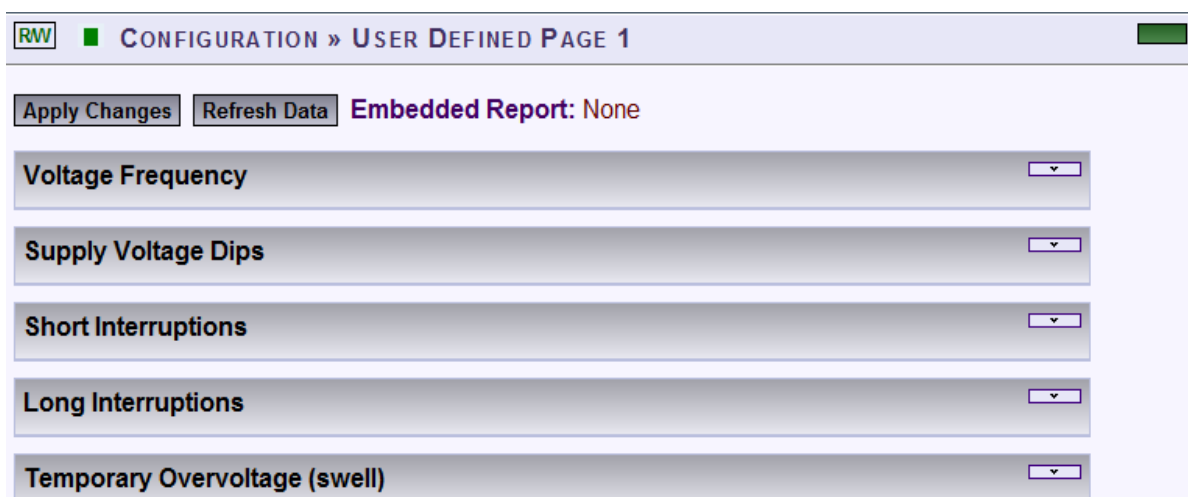 R/W CONFIGURATION » USER DEFINED PAGE 1
Apply Changes Refresh Data Embedded Report: None
Voltage Frequency
Supply Voltage Dips
Short Interruptions
Long Interruptions
Temporary Overvoltage (swell)